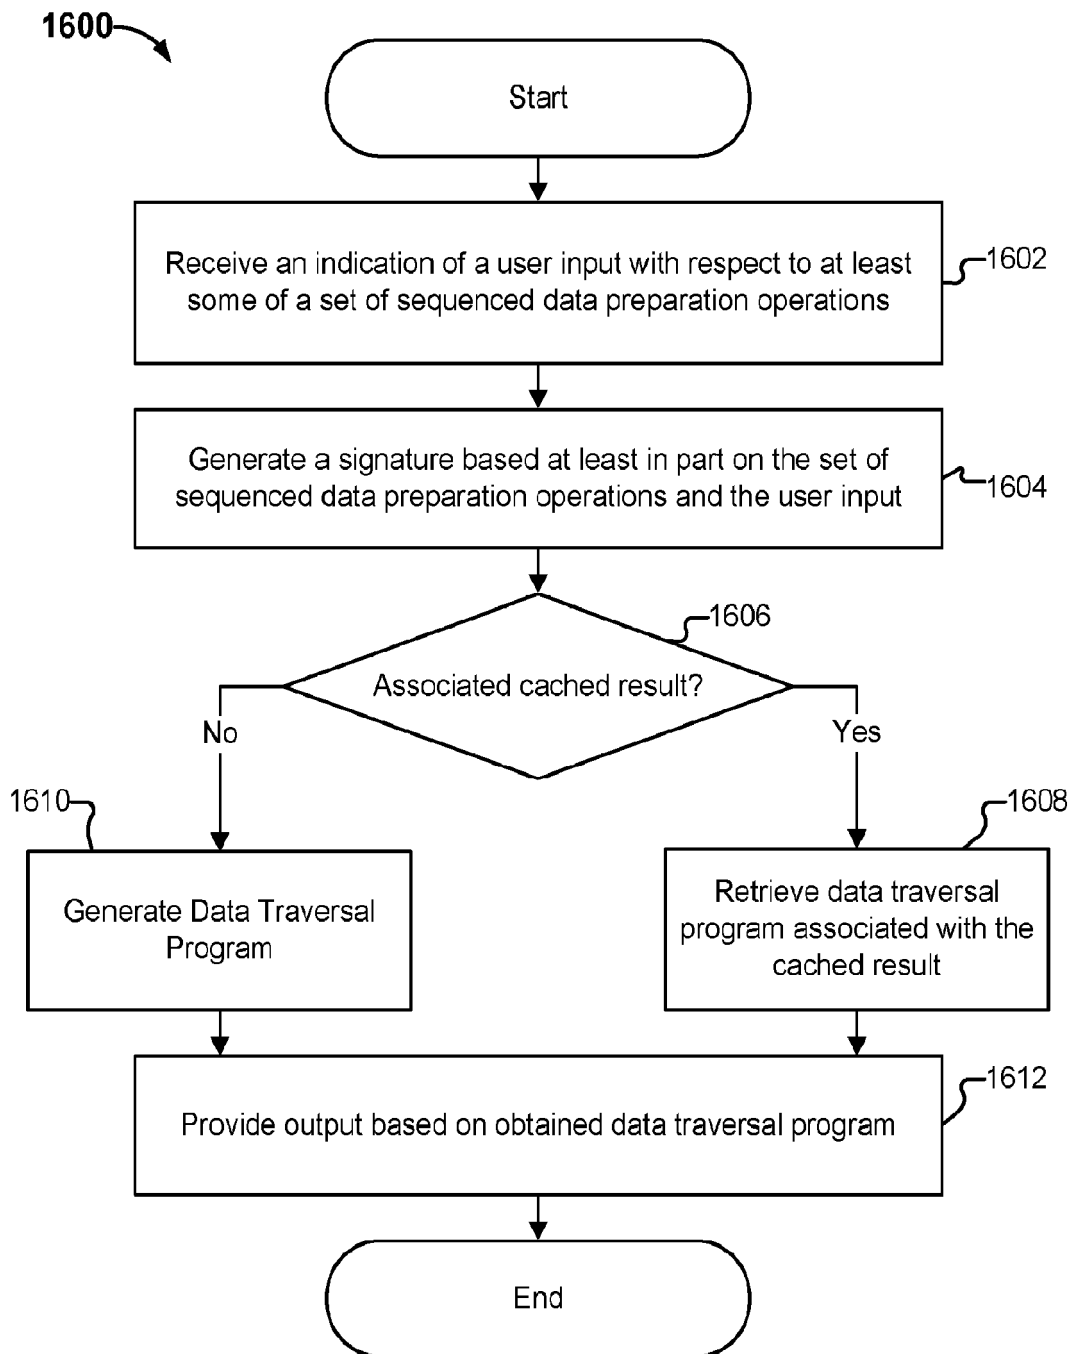 1600
Start
Receive an indication of a user input with respect to at least
some of a set of sequenced data preparation operations
1602
Generate a signature based at least in part on the set of
sequenced data preparation operations and the user input
1604
1606
Associated cached result?
No
Yes
1610
1608
Generate Data Traversal
Program
Retrieve data traversal
program associated with the
cached result
1612
Provide output based on obtained data traversal program
End